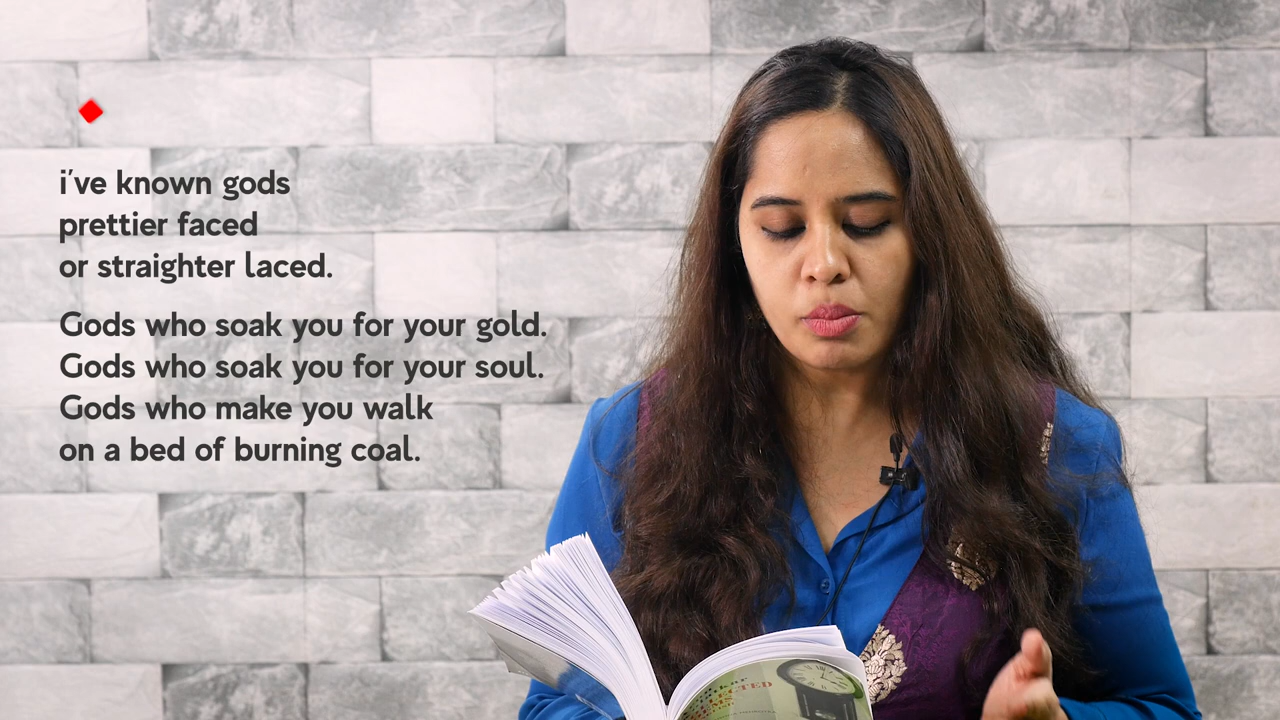 i've known gods
prettier faced
or straighter laced.
Gods who soak you for your gold.
Gods who soak you for your soul.
Gods who make you walk
on a bed of burning coal.